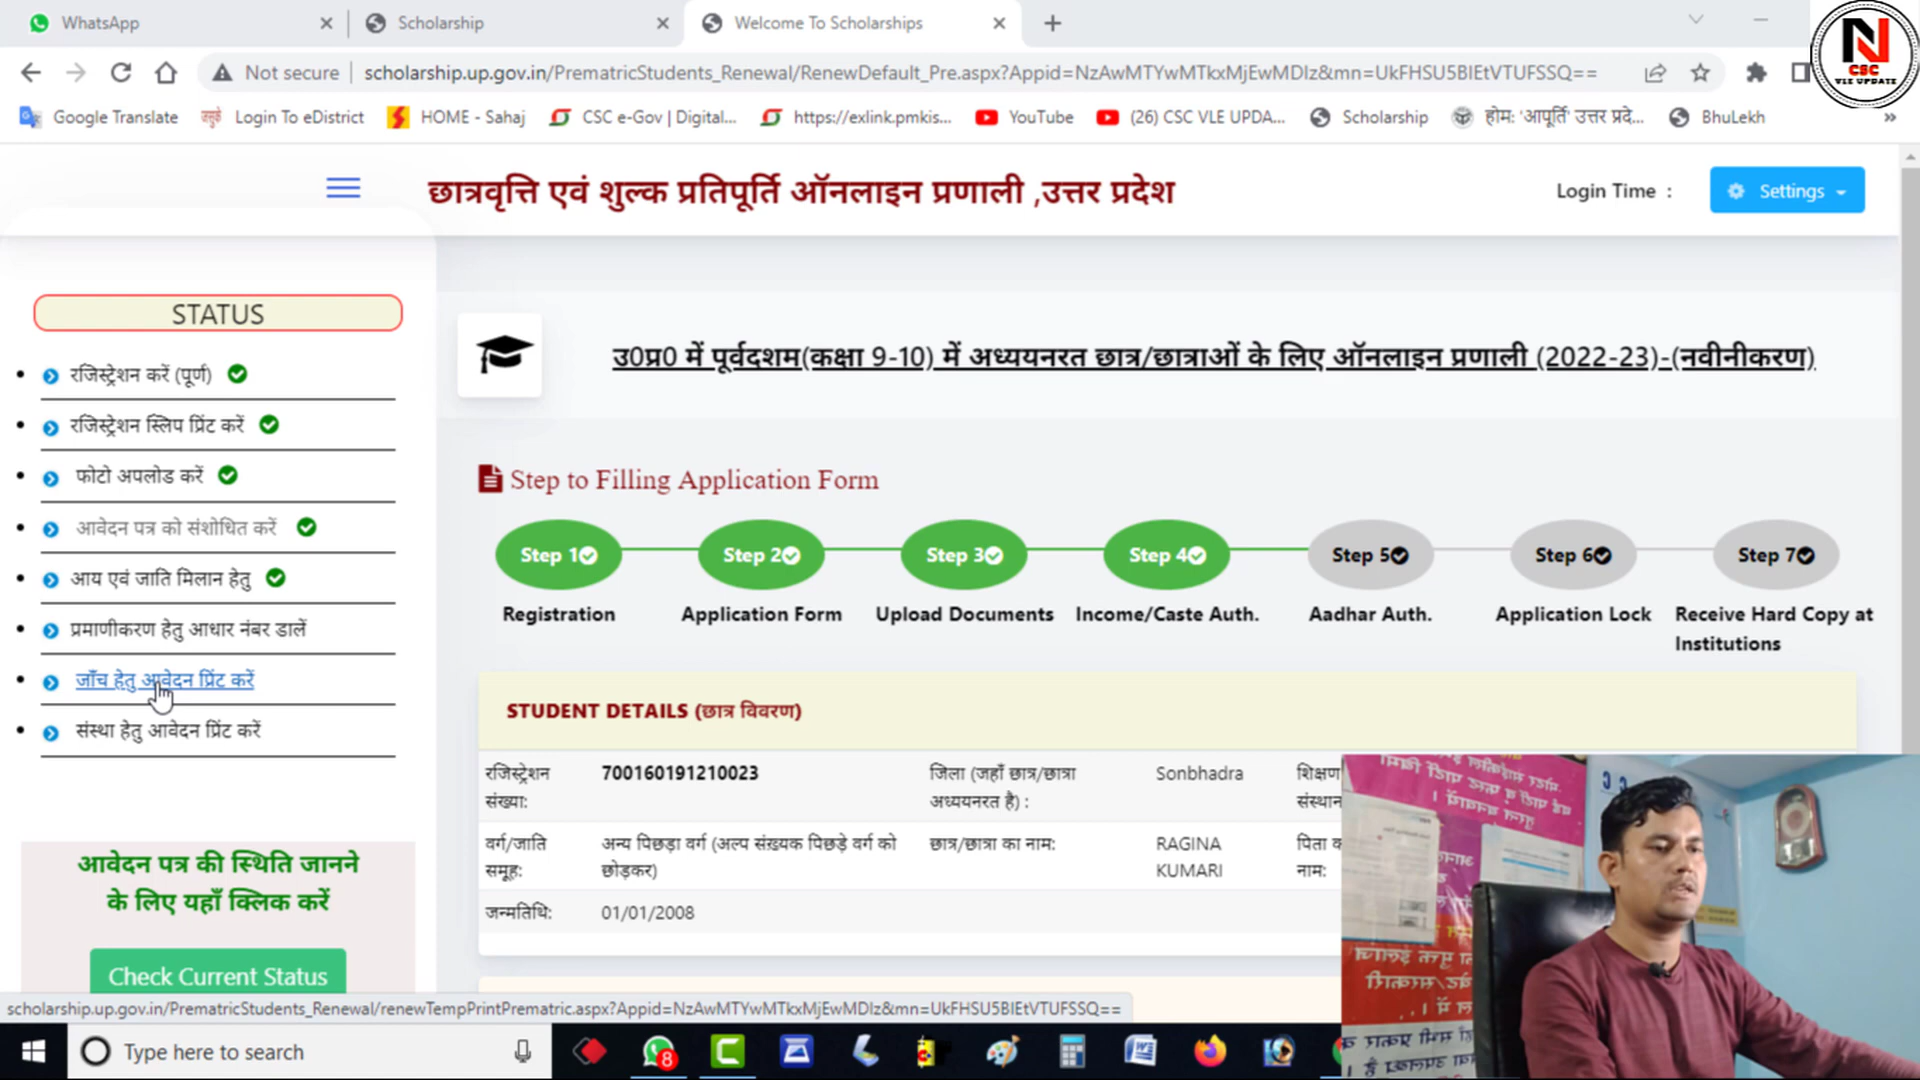 WhatsApp
Scholarship
Welcome To Scholarships
Not secure
scholarship.up.gov.in/PrematricStudents_Renewal/RenewDefault_Pre.aspx?Appid=NzAwMTYwMTkxMjEwMDIz&mn=UkFHSU5BIEtVTUFSSQ==
N
CSC
VLE UPDATE
Google Translate
Login To eDistrict
HOME - Sahaj
CSC e-Gov | Digital...
https://exlink.pmkis...
YouTube
(26) CSC VLE UPDA...
Scholarship
होम: 'आपूर्ति' उत्तर प्रदे...
BhuLekh
»
छात्रवृत्ति एवं शुल्क प्रतिपूर्ति ऑनलाइन प्रणाली ,उत्तर प्रदेश
Login Time :
Settings
STATUS
रजिस्ट्रेशन करें (पूर्ण)
रजिस्ट्रेशन स्लिप प्रिंट करें
फोटो अपलोड करें
आवेदन पत्र को संशोधित करें
आय एवं जाति मिलान हेतु
प्रमाणीकरण हेतु आधार नंबर डालें
जाँच हेतु आवेदन प्रिंट करें
संस्था हेतु आवेदन प्रिंट करें
आवेदन पत्र की स्थिति जानने
के लिए यहाँ क्लिक करें
Check Current Status
उ0प्र0 में पूर्वदशम(कक्षा 9-10) में अध्ययनरत छात्र/छात्राओं के लिए ऑनलाइन प्रणाली (2022-23)-(नवीनीकरण)
Step to Filling Application Form
Step 1
Step 2
Step 3
Step 4
Step 5
Step 6
Step 7
Registration
Application Form
Upload Documents
Income/Caste Auth.
Aadhar Auth.
Application Lock
Receive Hard Copy at
Institutions
STUDENT DETAILS (छात्र विवरण)
रजिस्ट्रेशन
संख्या:
700160191210023
जिला (जहाँ छात्र/छात्रा
अध्ययनरत है) :
Sonbhadra
शिक्षण
संस्थान
वर्ग/जाति
समूह:
अन्य पिछड़ा वर्ग (अल्प संख्यक पिछड़े वर्ग को
छोड़कर)
छात्र/छात्रा का नाम:
RAGINA
KUMARI
पिता क
नाम:
जन्मतिथि:
01/01/2008
scholarship.up.gov.in/PrematricStudents_Renewal/renewTempPrintPrematric.aspx?Appid=NzAwMTYwMTkxMjEwMDIz&mn=UkFHSU5BIEtVTUFSSQ==
Type here to search
8